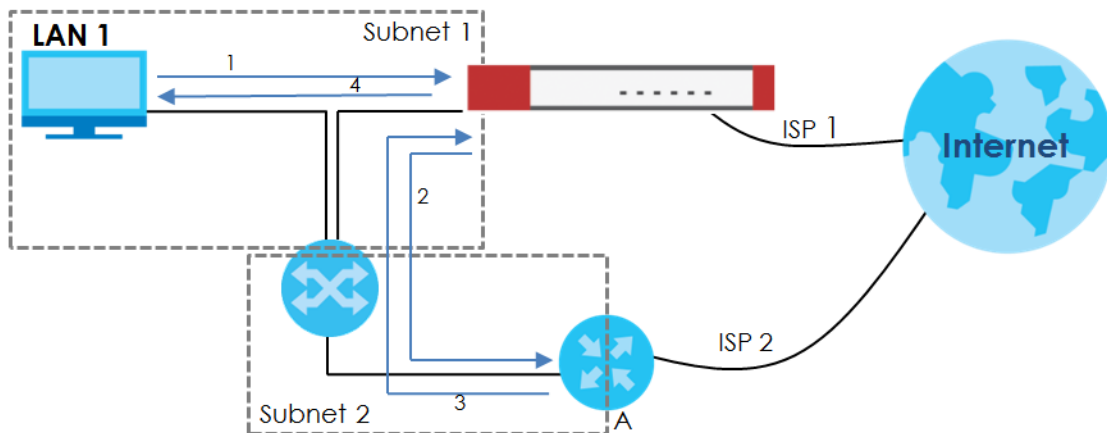 LAN 1
Subnet 1
1
4
ISP 1
Internet
2
ISP 2
3
Subnet 2
A